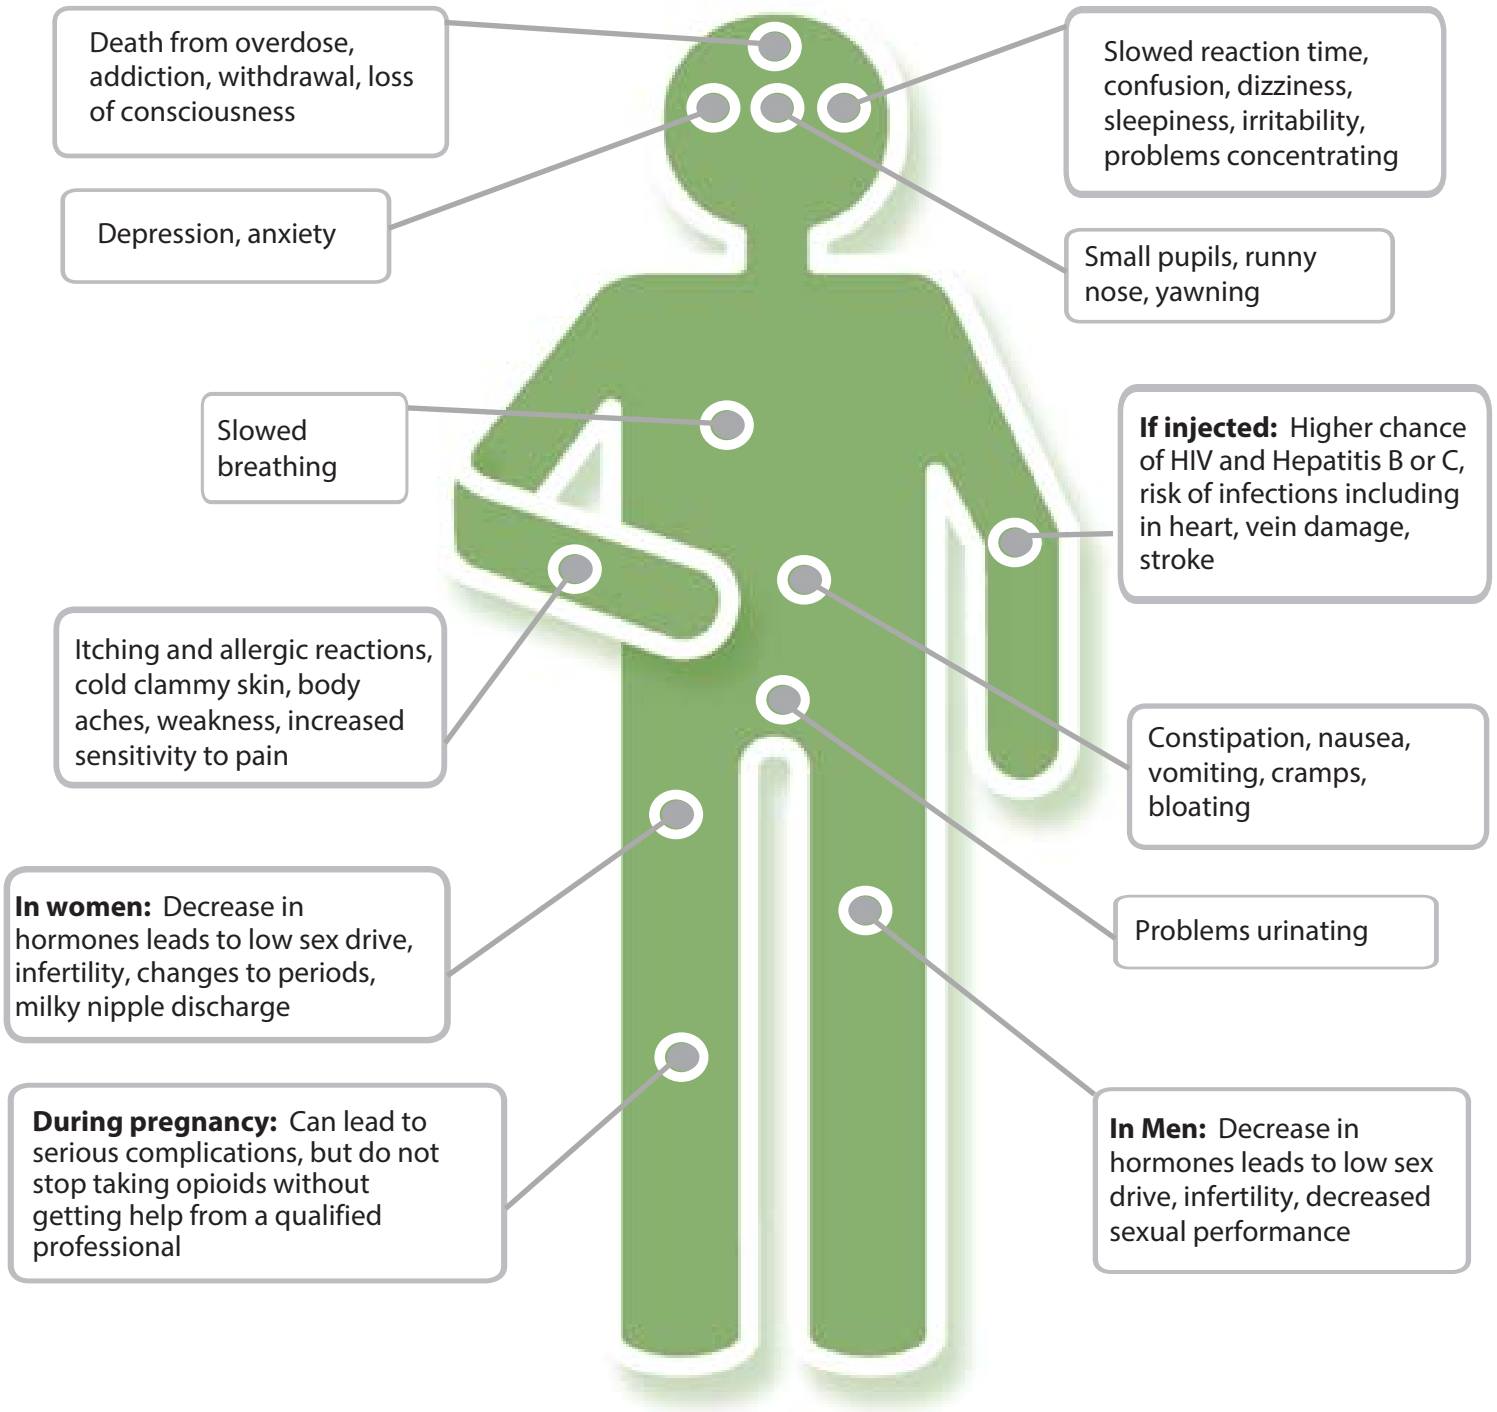 Death from overdose,
addiction, withdrawal, loss
of consciousness
Slowed reaction time,
confusion, dizziness,
sleepiness, irritability,
problems concentrating
Depression, anxiety
Small pupils, runny
nose, yawning
Slowed
breathing
If injected: Higher chance
of HIV and Hepatitis B or C,
risk of infections including
in heart, vein damage,
stroke
Itching and allergic reactions,
cold clammy skin, body
aches, weakness, increased
sensitivity to pain
Constipation, nausea,
vomiting, cramps,
bloating
In women: Decrease in
hormones leads to low sex drive,
infertility, changes to periods,
milky nipple discharge
Problems urinating
During pregnancy: Can lead to
serious complications, but do not
stop taking opioids without
getting help from a qualified
professional
In Men: Decrease in
hormones leads to low sex
drive, infertility, decreased
sexual performance